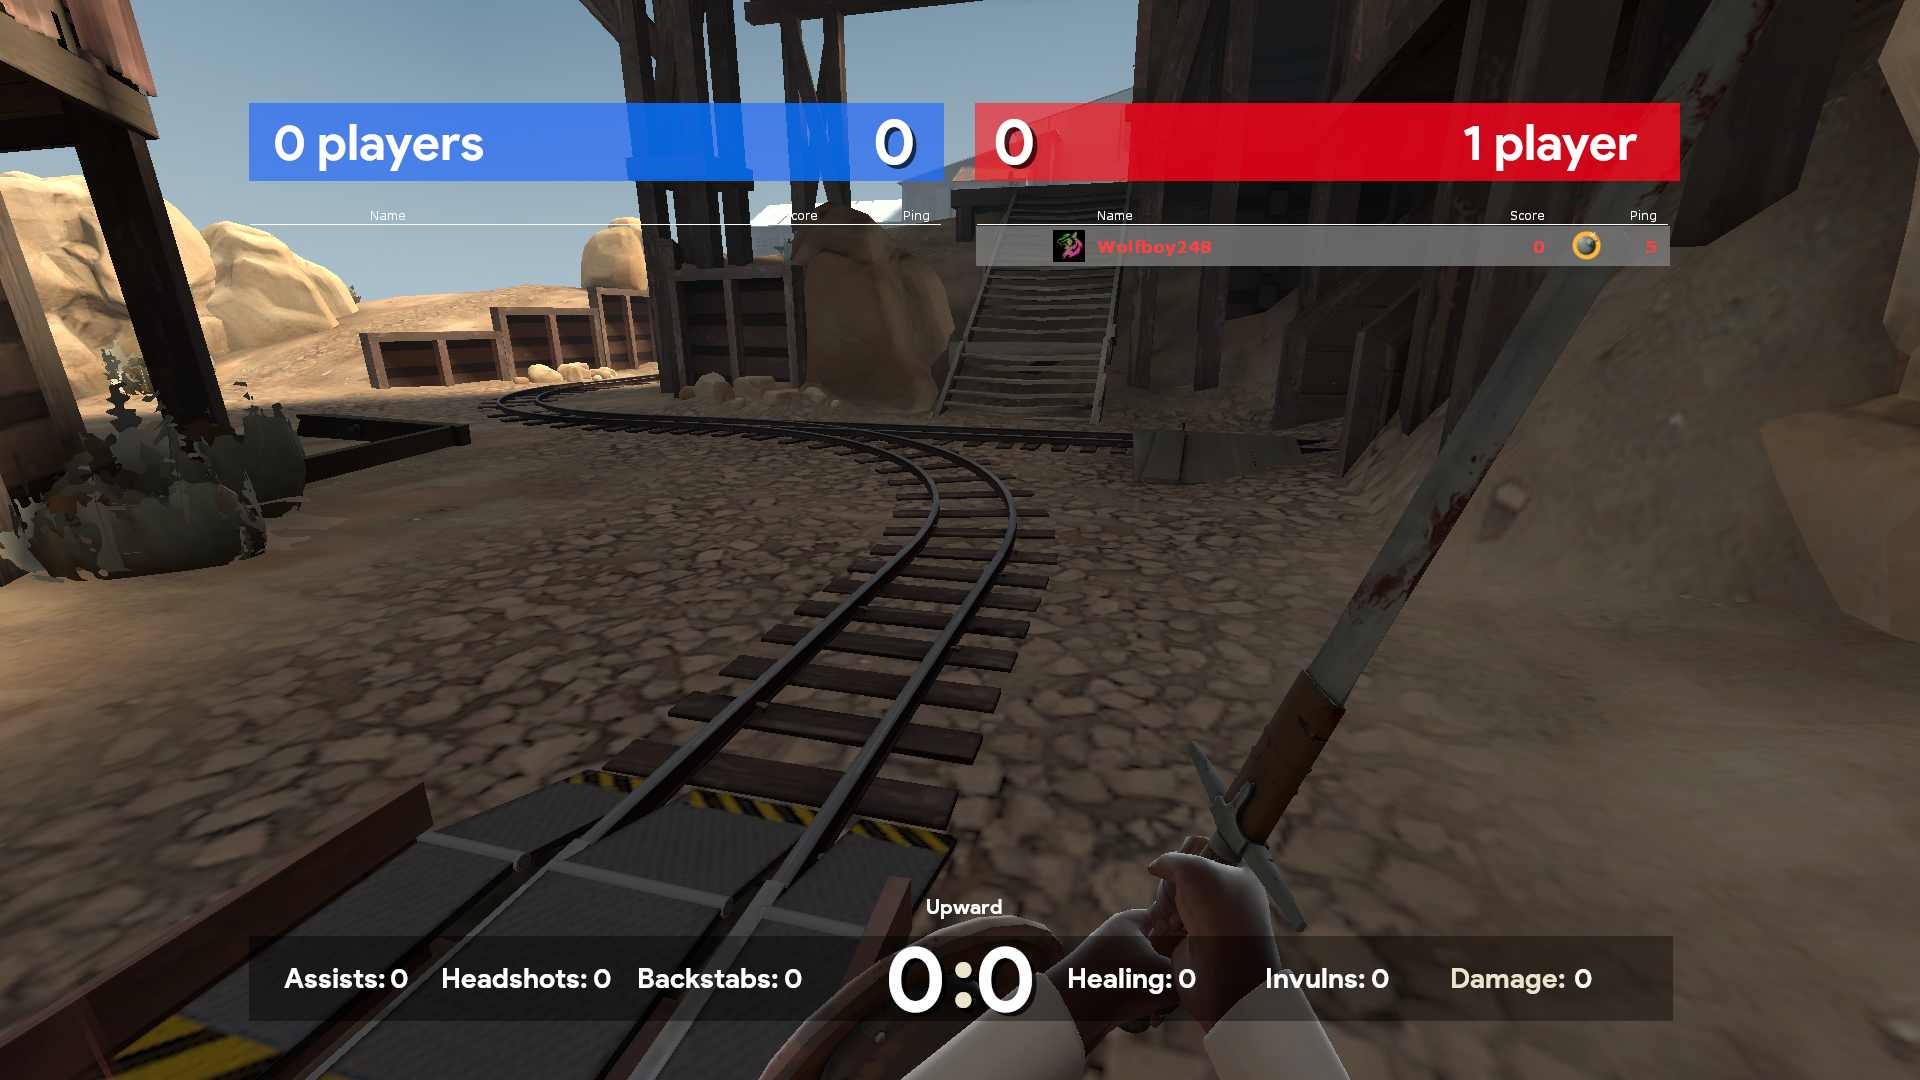 0 players 0
0 1 player
Name core Ping
Name Score Ping
Wolfboy248 0 5
Upward
Assists: 0 Headshots: 0 Backstabs: 0 0:0 Healing: 0 Invulns: 0 Damage: 0